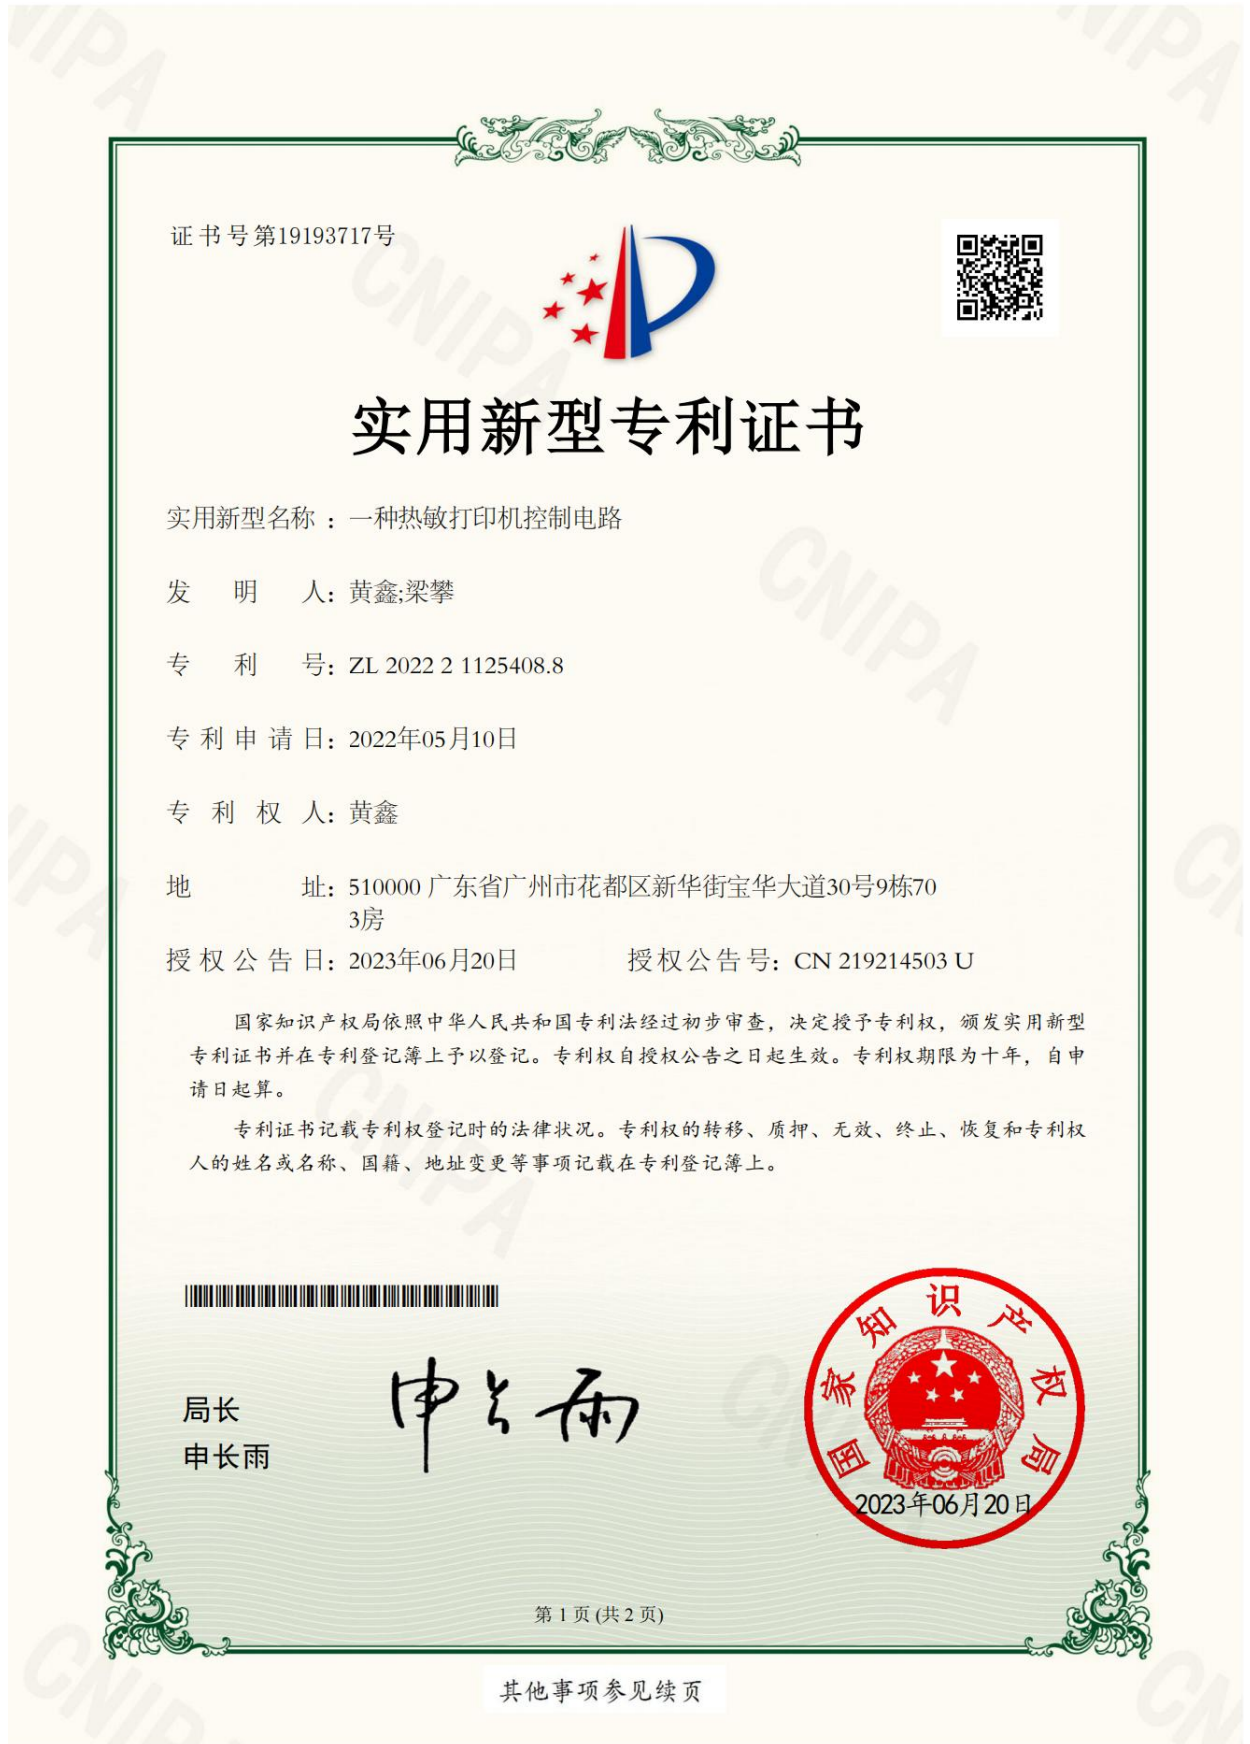 证书号第19193717号
实用新型专利证书
实用新型名称：一种热敏打印机控制电路
发明人：黄鑫;梁攀
专利号：ZL 2022 2 1125408.8
专利申请日：2022年05月10日
专利权人：黄鑫
地址：510000 广东省广州市花都区新华街宝华大道30号9栋70
3房
授权公告日：2023年06月20日 授权公告号：CN 219214503 U
国家知识产权局依照中华人民共和国专利法经过初步审查，决定授予专利权，颁发实用新型
专利证书并在专利登记簿上予以登记。专利权自授权公告之日起生效。专利权期限为十年，自申
请日起算。
专利证书记载专利权登记时的法律状况。专利权的转移、质押、无效、终止、恢复和专利权
人的姓名或名称、国籍、地址变更等事项记载在专利登记簿上。
局长
申长雨
申长雨
国家知识产权局
2023年06月20日
第 1 页 (共 2 页)
其他事项参见续页
CNIPA
CNIPA
CNIPA
CNIPA
CNIPA
CNIPA